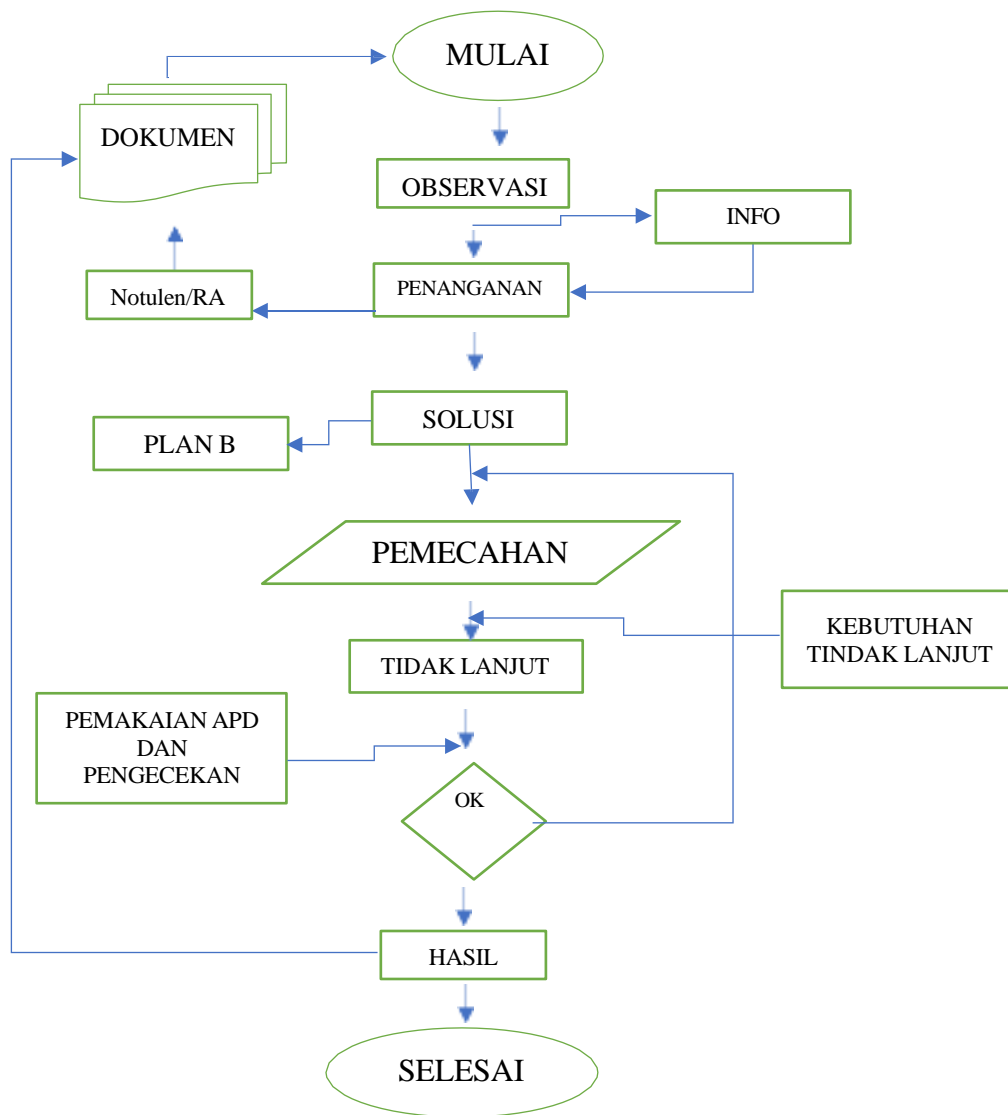 MULAI
DOKUMEN
OBSERVASI
INFO
PENANGANAN
Notulen/RA
SOLUSI
PLAN B
PEMECAHAN
KEBUTUHAN
TINDAK LANJUT
TIDAK LANJUT
PEMAKAIAN APD
DAN
PENGECEKAN
OK
HASIL
SELESAI